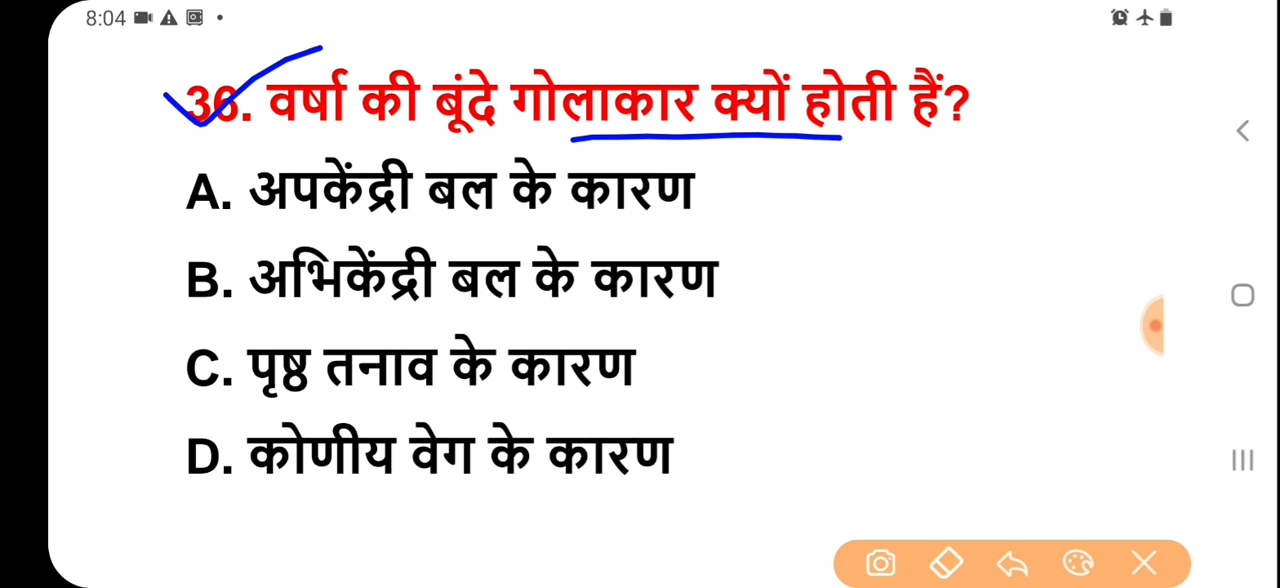 8:04
36. वर्षा की बूंदे गोलाकार क्यों होती हैं?
A. अपकेंद्री बल के कारण
B. अभिकेंद्री बल के कारण
C. पृष्ठ तनाव के कारण
D. कोणीय वेग के कारण